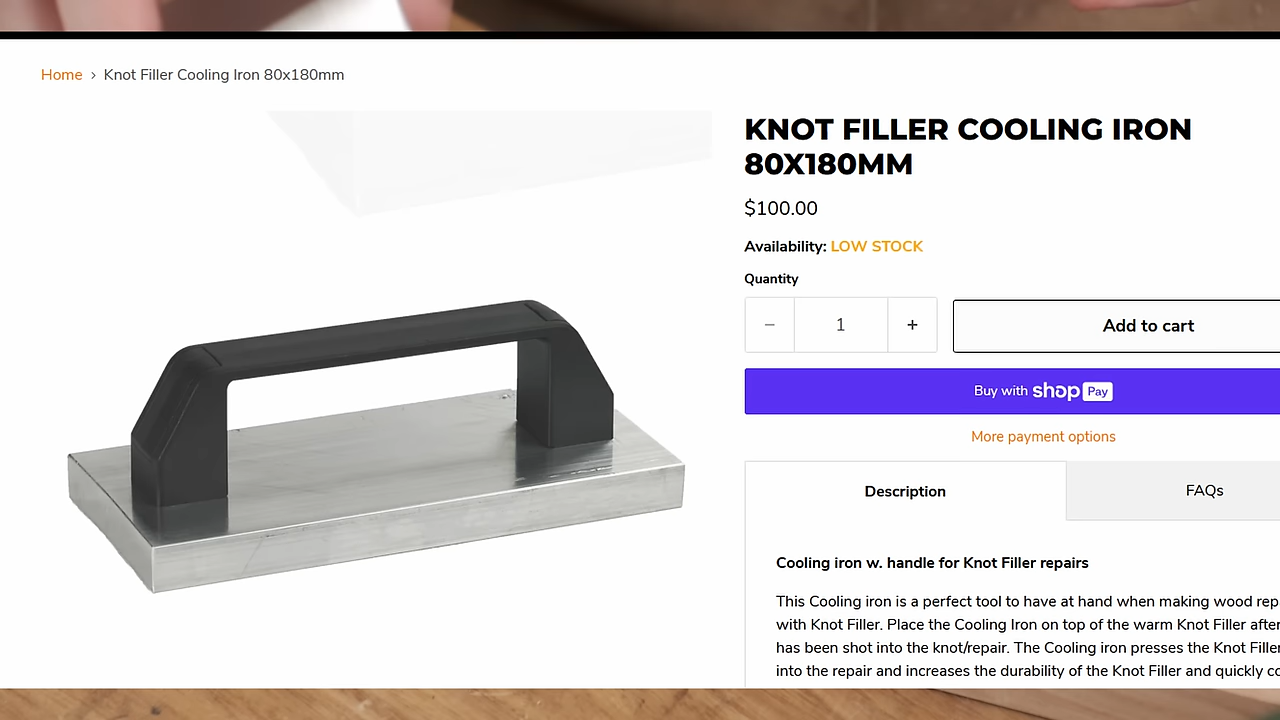 Home › Knot Filler Cooling Iron 80x180mm
KNOT FILLER COOLING IRON
80X180MM
$100.00
Availability: LOW STOCK
Quantity
− 1 +
Add to cart
Buy with shop Pay
More payment options
Description
FAQs
Cooling iron w. handle for Knot Filler repairs
This Cooling iron is a perfect tool to have at hand when making wood rep
with Knot Filler. Place the Cooling Iron on top of the warm Knot Filler after
has been shot into the knot/repair. The Cooling iron presses the Knot Filler
into the repair and increases the durability of the Knot Filler and quickly co